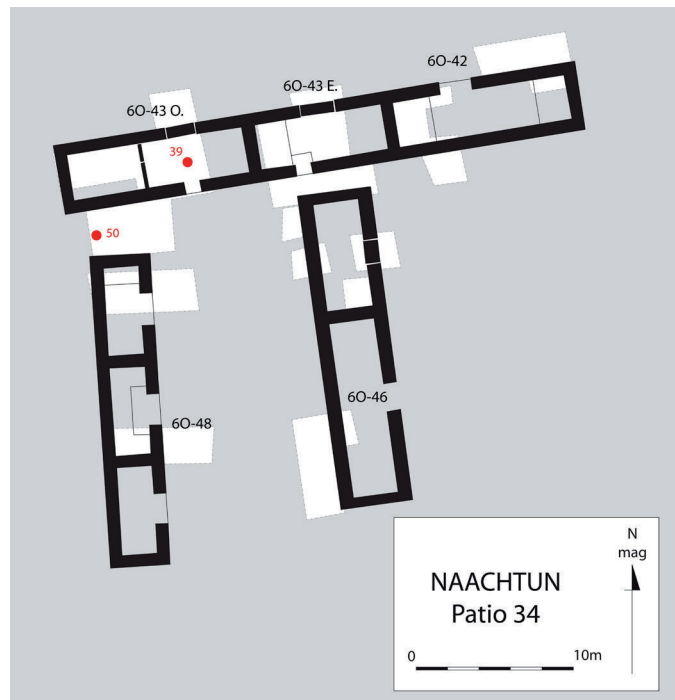 6O-42
6O-43 E.
6O-43 O.
39
50
6O-46
6O-48
N
mag
NAACHTUN
Patio 34
0 10m